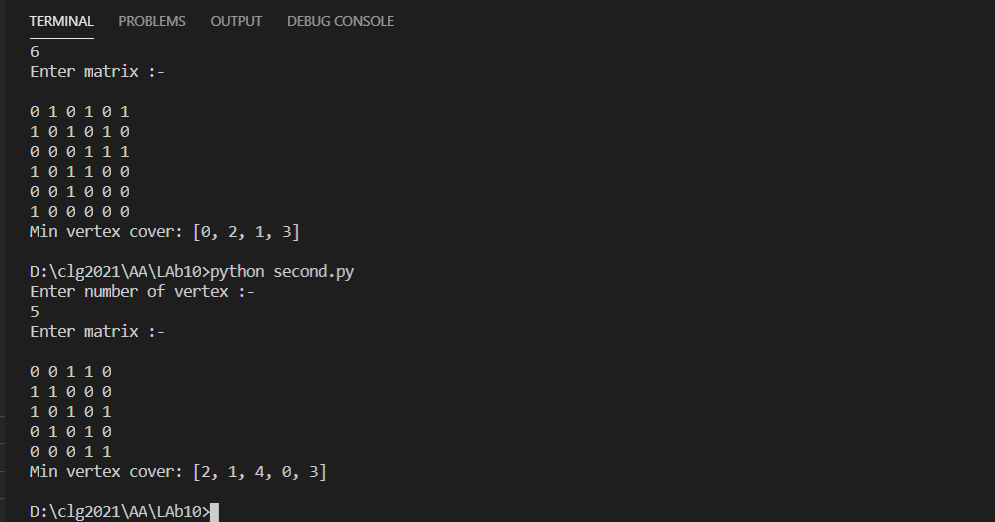 TERMINAL PROBLEMS OUTPUT DEBUG CONSOLE
6
Enter matrix :-
0 1 0 1 0 1
1 0 1 0 1 0
0 0 0 1 1 1
1 0 1 1 0 0
0 0 1 0 0 0
1 0 0 0 0 0
Min vertex cover: [0, 2, 1, 3]
D:\clg2021\AA\LAb10>python second.py
Enter number of vertex :-
5
Enter matrix :-
0 0 1 1 0
1 1 0 0 0
1 0 1 0 1
0 1 0 1 0
0 0 0 1 1
Min vertex cover: [2, 1, 4, 0, 3]
D:\clg2021\AA\LAb10>